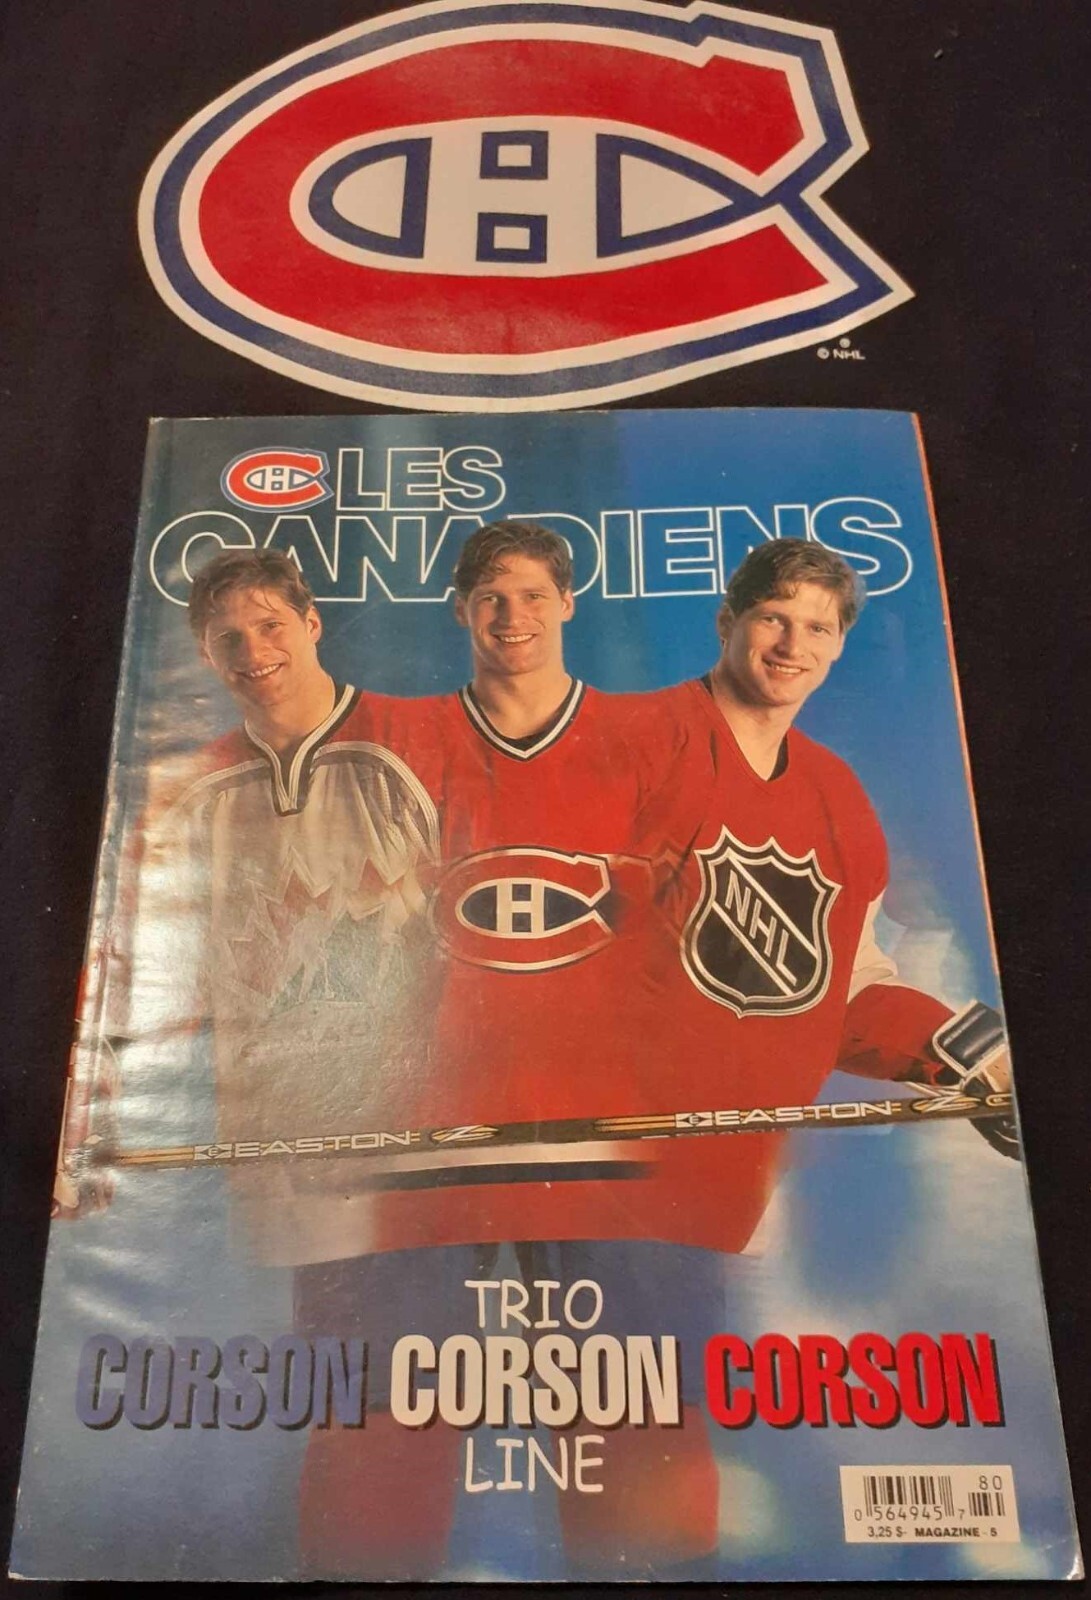 ® 
© NHL
LES
CANADIENS
NHL
CANADA
EASTON Z
EASTON Z
TRIO
CORSON CORSON CORSON
LINE
80
0 564945 7
3,25 $- MAGAZINE - 5